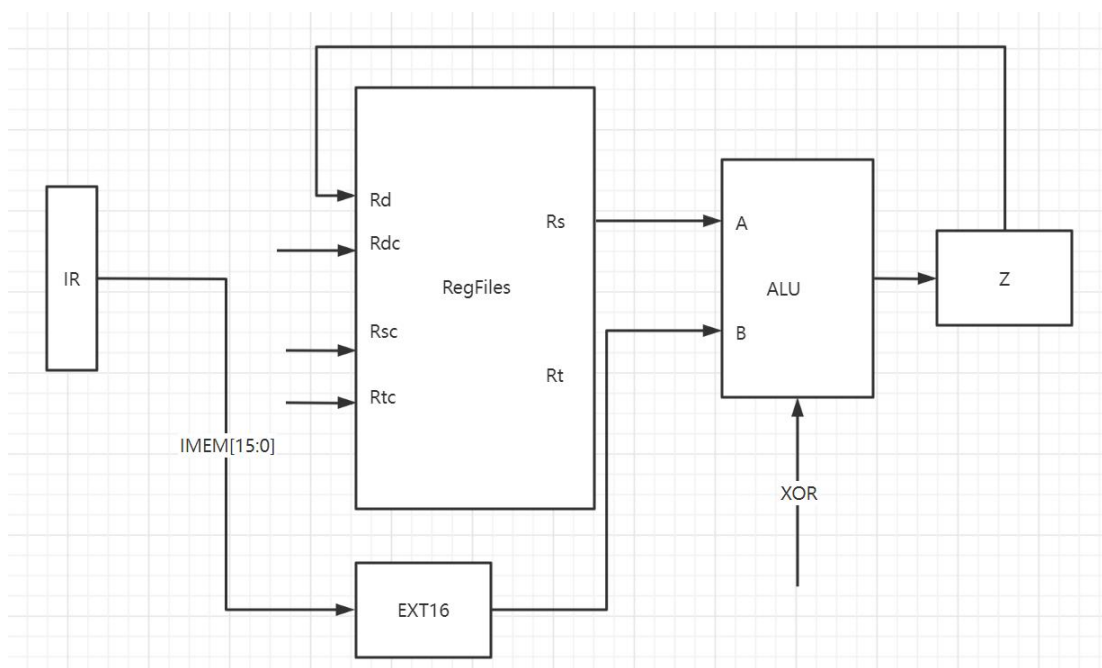 Rd
Rs
Rdc
IR
RegFiles
Rsc
Rt
Rtc
IMEM[15:0]
EXT16
A
ALU
B
XOR
Z